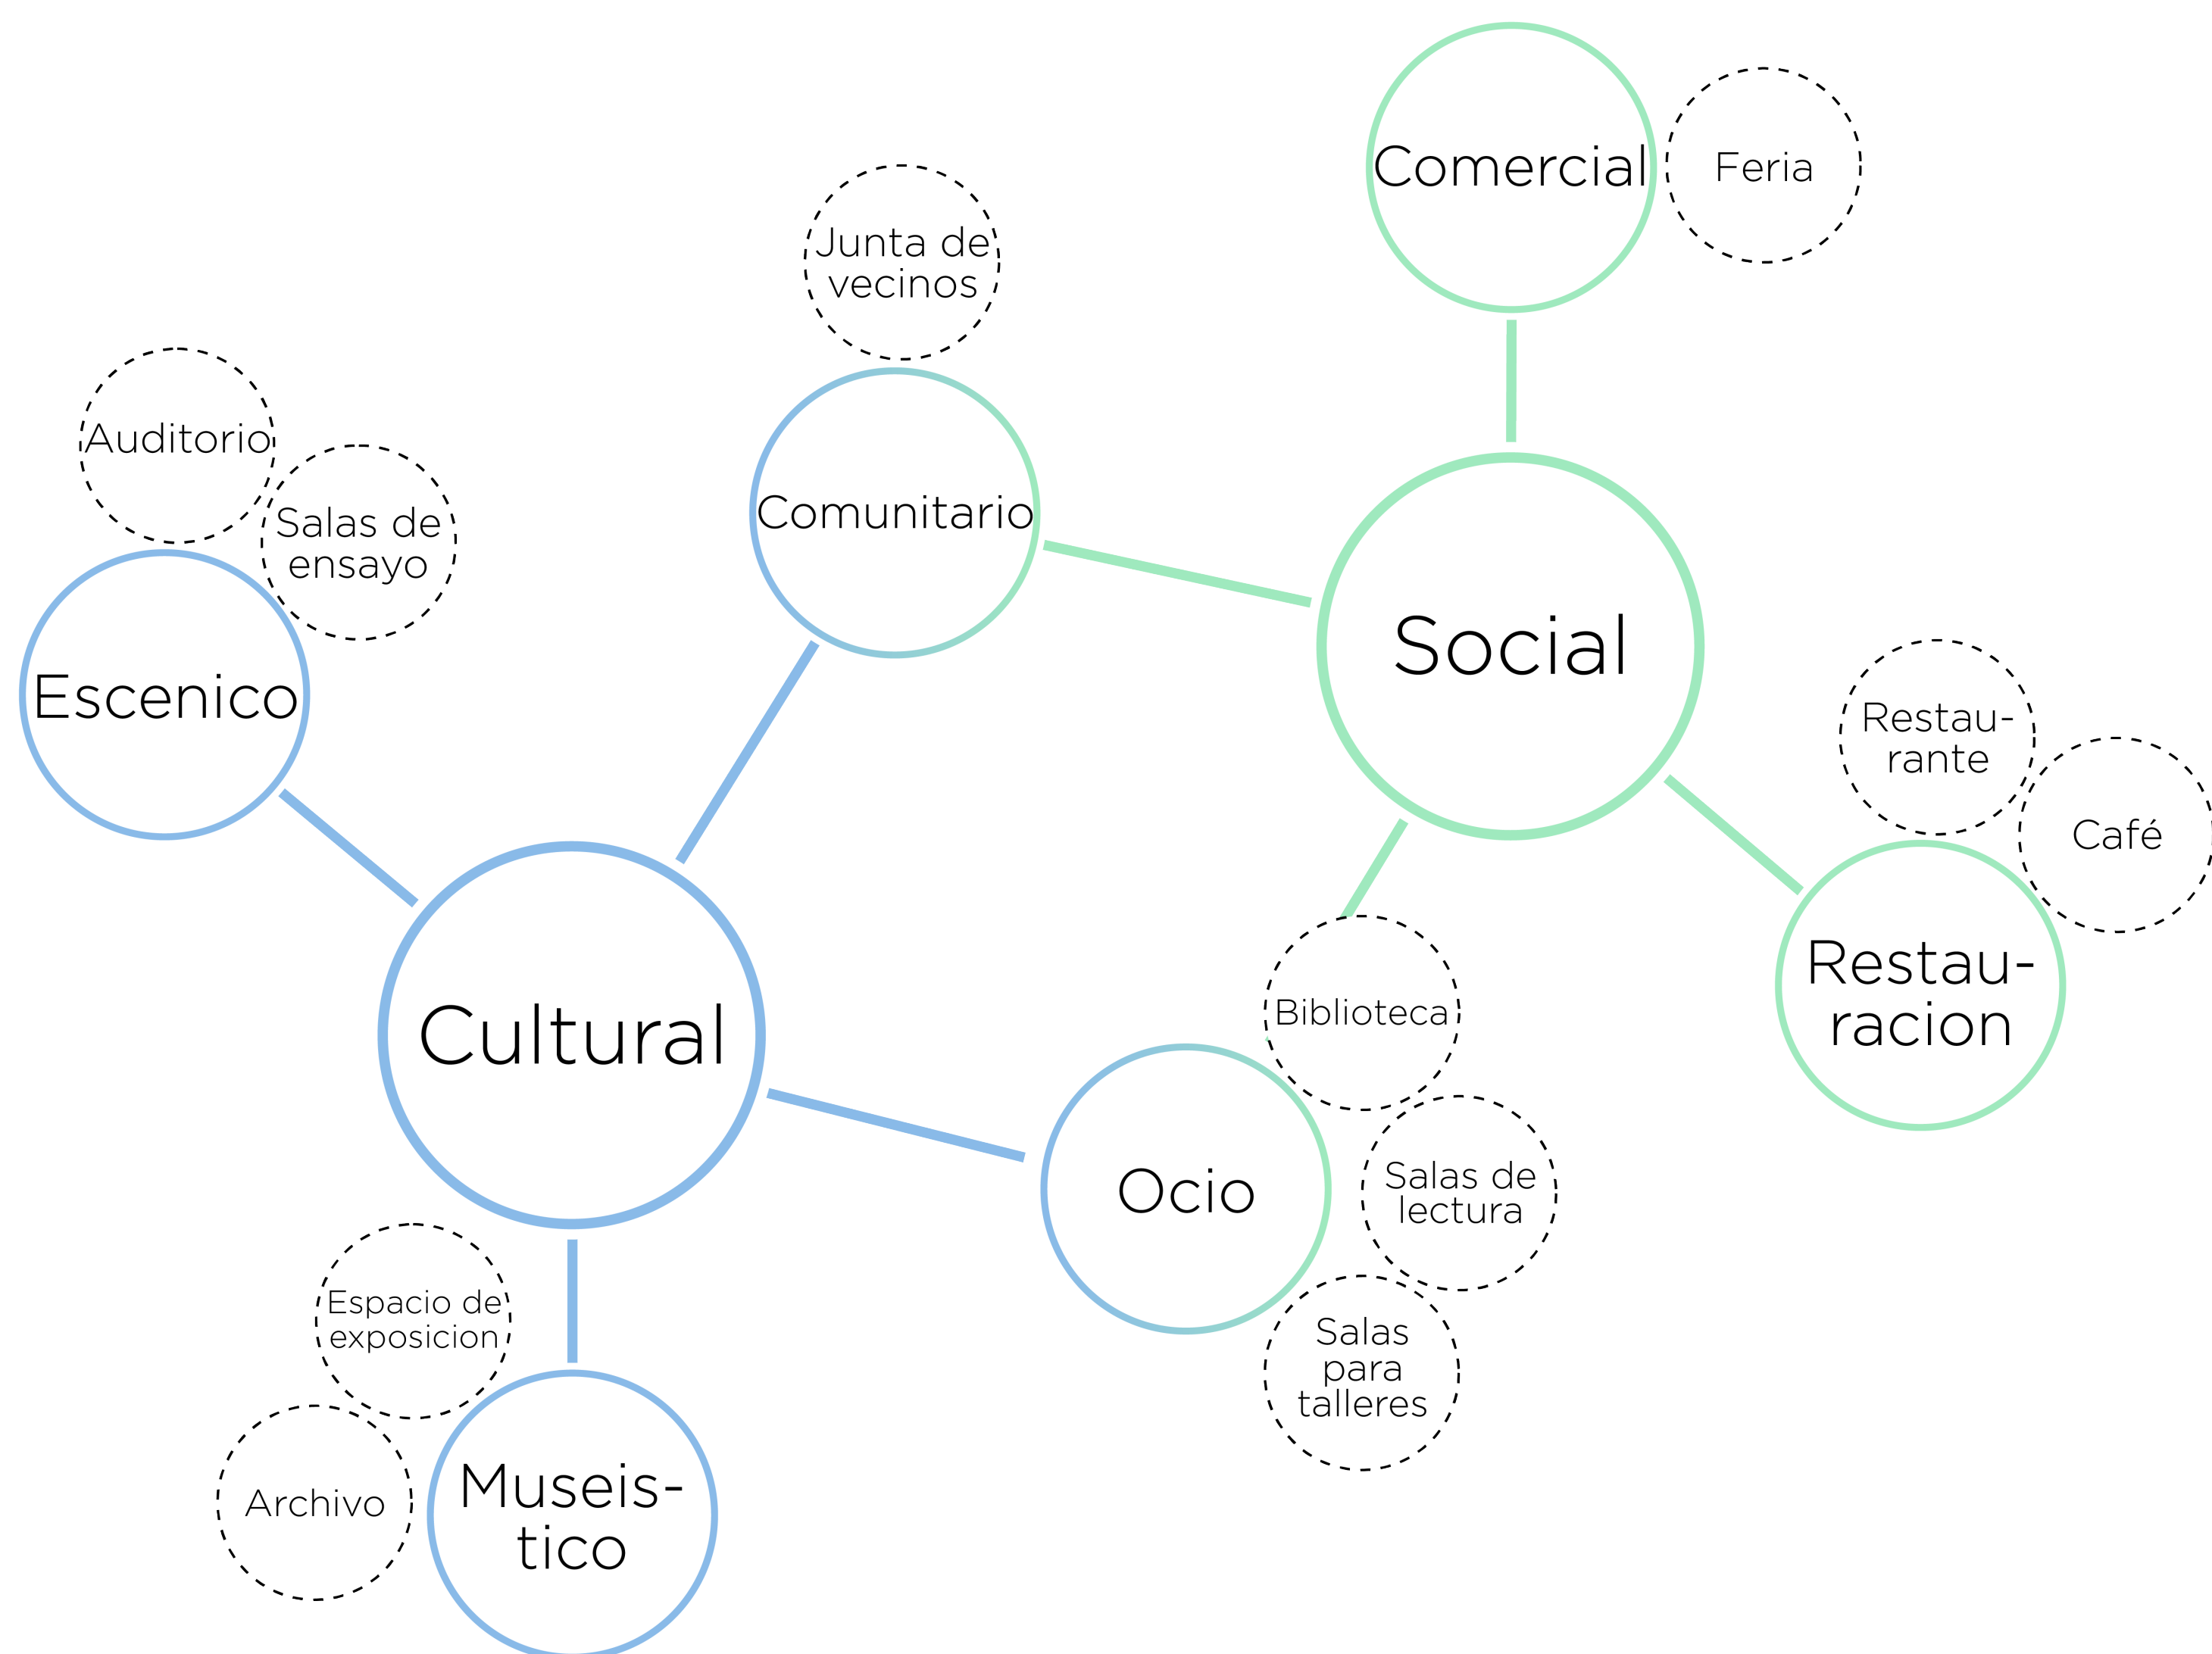 Comercial
Feria
Junta de
vecinos
Auditorio
Salas de
ensayo
Comunitario
Social
Escenico
Restau-
rante
Café
Restau-
racion
Cultural
Biblioteca
Ocio
Salas de
lectura
Salas
para
talleres
Espacio de
exposicion
Archivo
Museis-
tico